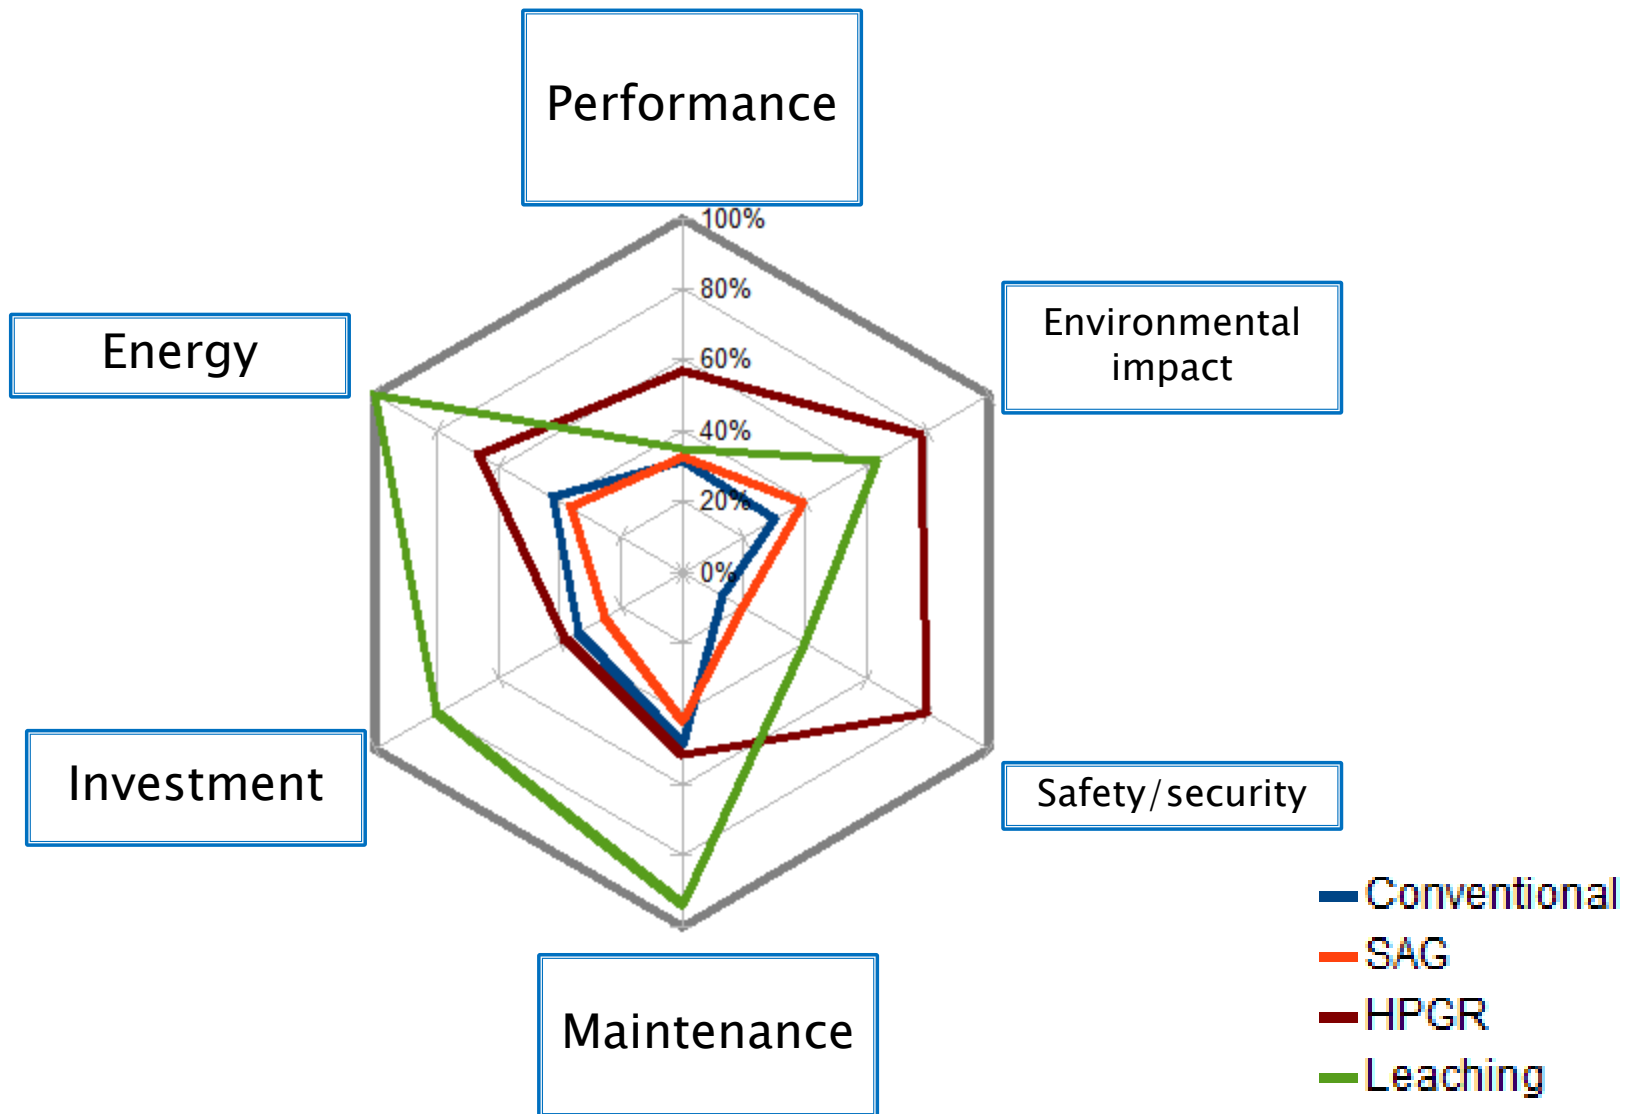 Performance
100%
80%
60%
40%
20%
0%
Energy
Environmental
impact
Investment
Safety/security
Maintenance
Conventional
SAG
HPGR
Leaching